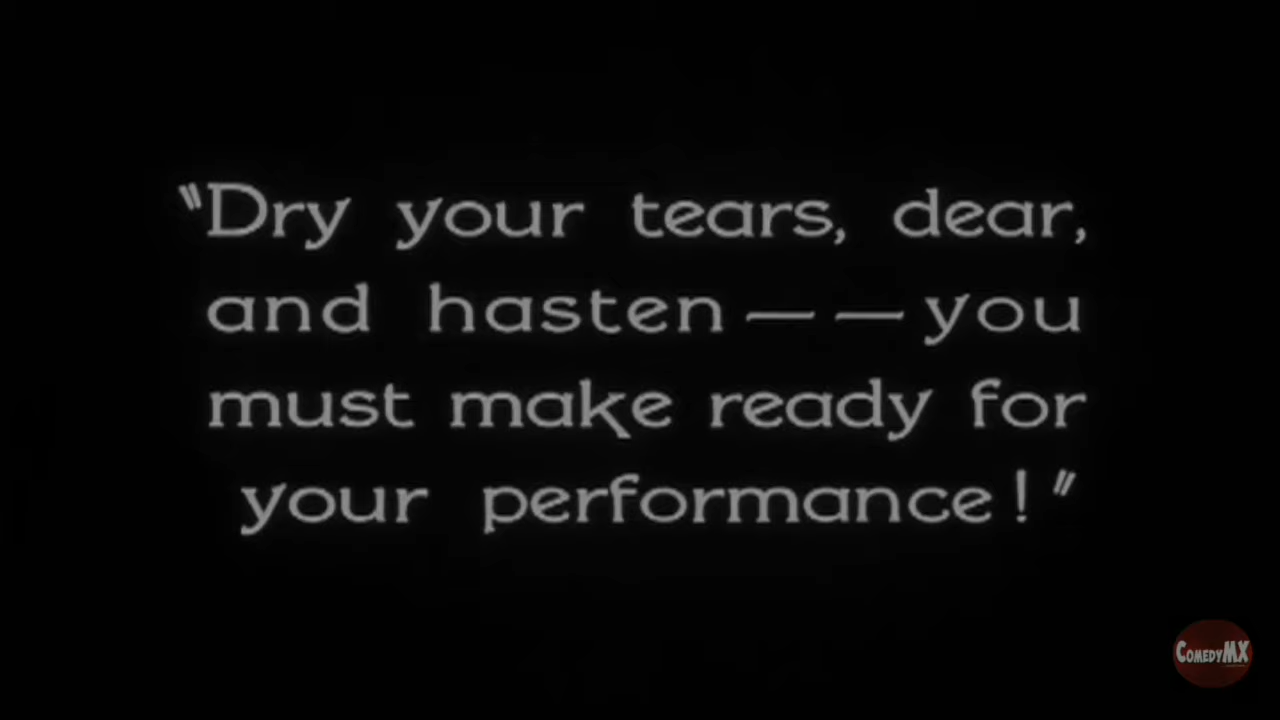 "Dry your tears, dear,
and hasten — — you
must make ready for
your performance!"
COMEDYMX